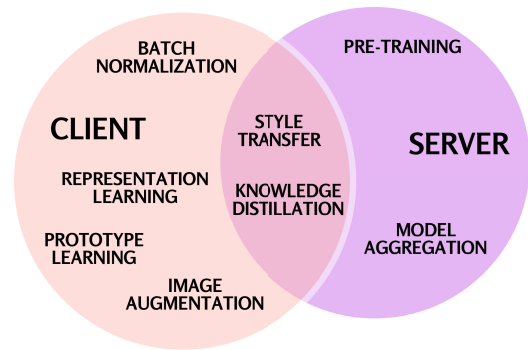 BATCH
NORMALIZATION
CLIENT
REPRESENTATION
LEARNING
PROTOTYPE
LEARNING
IMAGE
AUGMENTATION
STYLE
TRANSFER
KNOWLEDGE
DISTILLATION
PRE-TRAINING
SERVER
MODEL
AGGREGATION